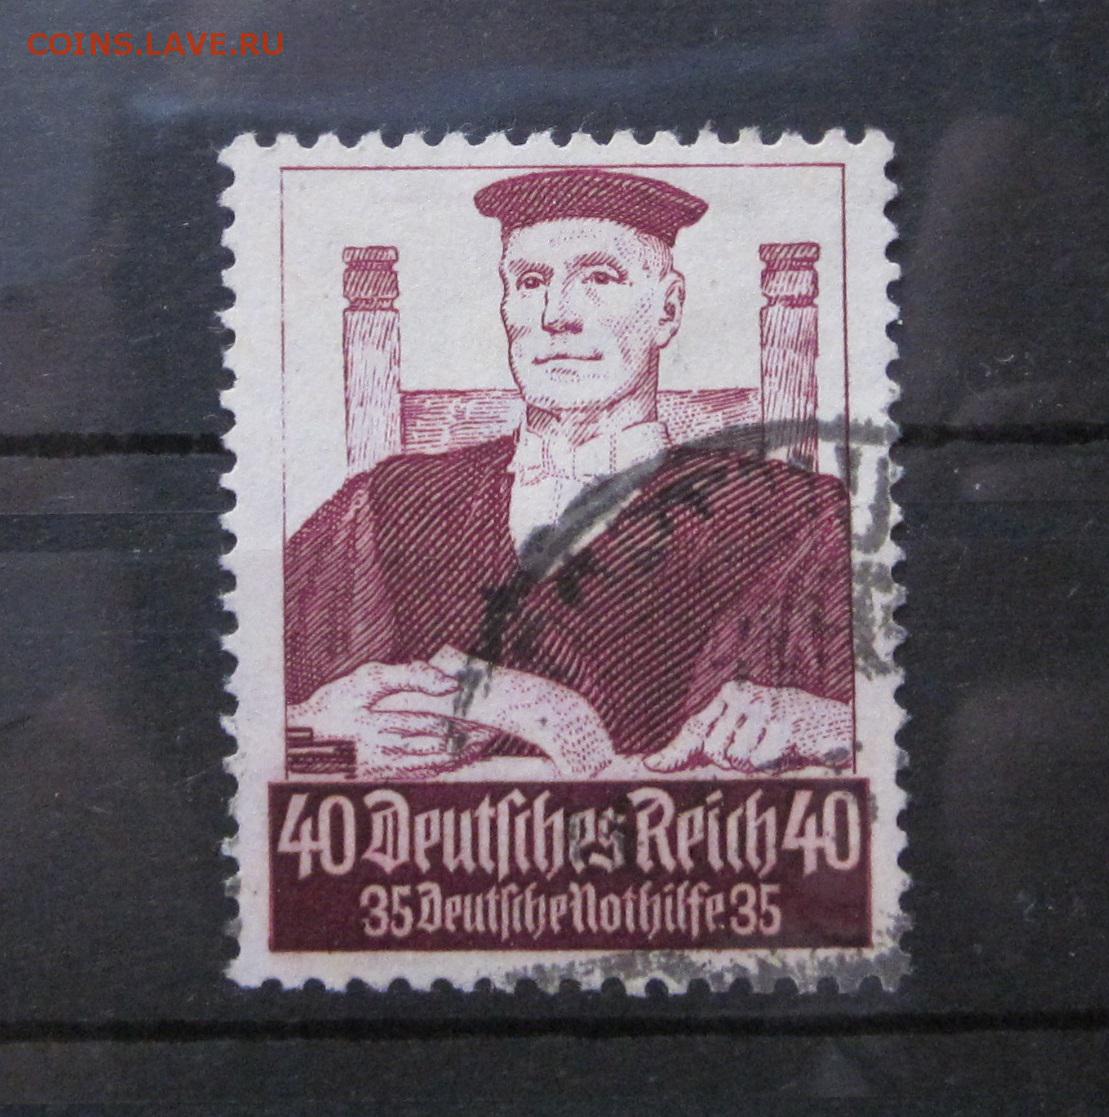 COINS.LAVE.RU
40 Deutſches Reich 40
35 Deutſche Nothilfe 35